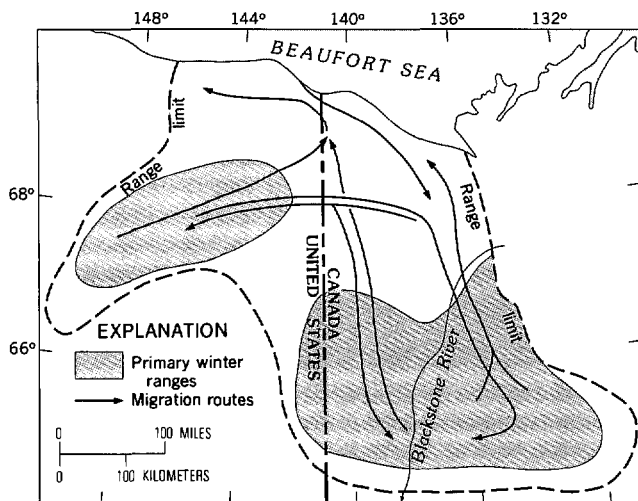 148° 144° 140° 136° 132°
BEAUFORT SEA
limit
Range
Range
limit
68°
66°
UNITED STATES
CANADA
Blackstone River
EXPLANATION
Primary winter
ranges
Migration routes
0 100 MILES
0 100 KILOMETERS